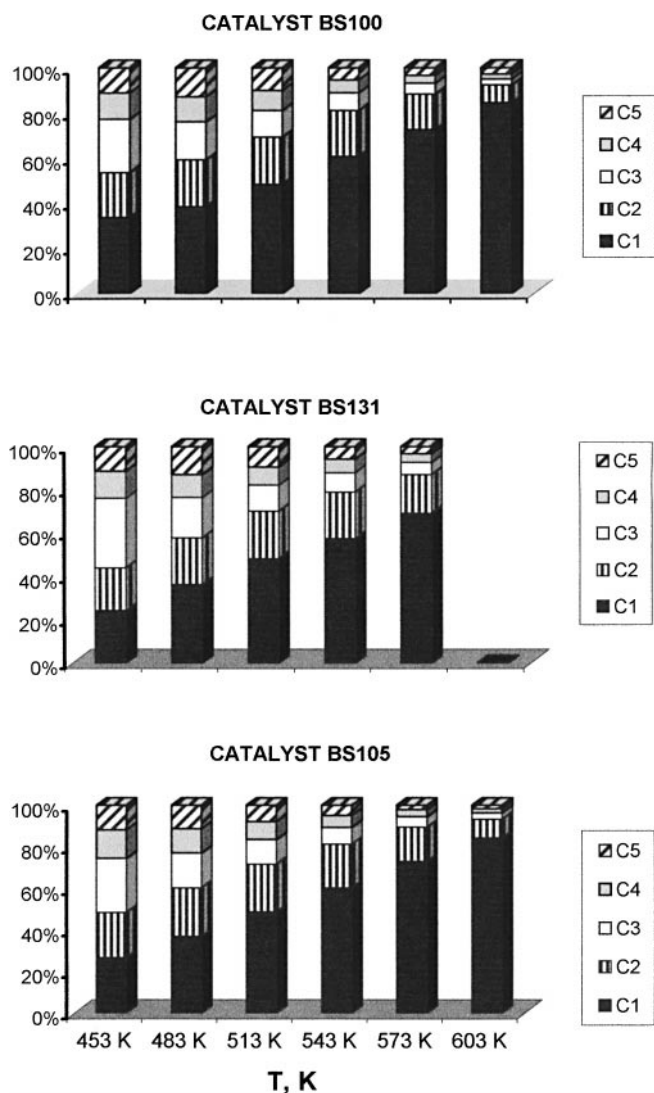 CATALYST BS100
100%
80%
60%
40%
20%
0%
C5
C4
C3
C2
C1
CATALYST BS131
100%
80%
60%
40%
20%
0%
C5
C4
C3
C2
C1
CATALYST BS105
100%
80%
60%
40%
20%
0%
C5
C4
C3
C2
C1
453 K 483 K 513 K 543 K 573 K 603 K
T, K